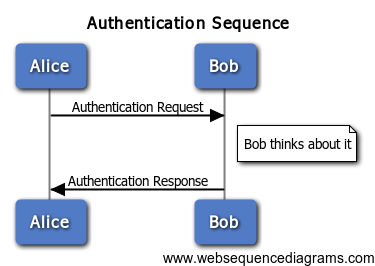 Authentication Sequence
Alice
Bob
Authentication Request
Bob thinks about it
Authentication Response
Alice
Bob
www.websequencediagrams.com